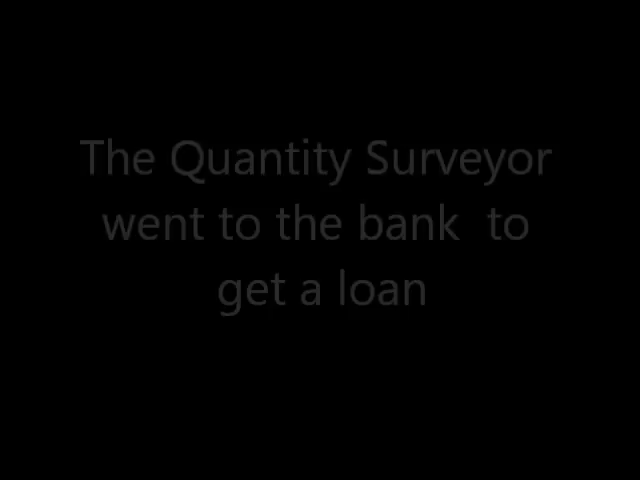 The Quantity Surveyor
went to the bank  to
get a loan